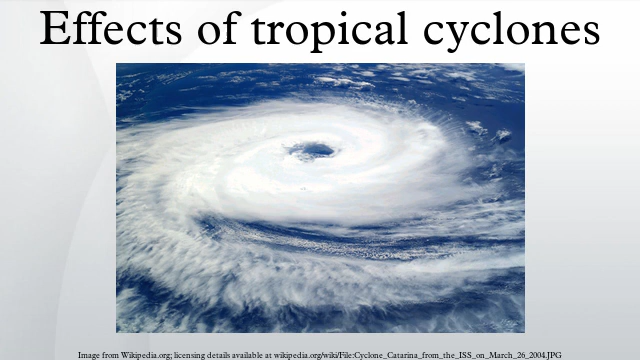 Effects of tropical cyclones
Image from Wikipedia.org; licensing details available at wikipedia.org/wiki/File:Cyclone_Catarina_from_the_ISS_on_March_26_2004.JPG